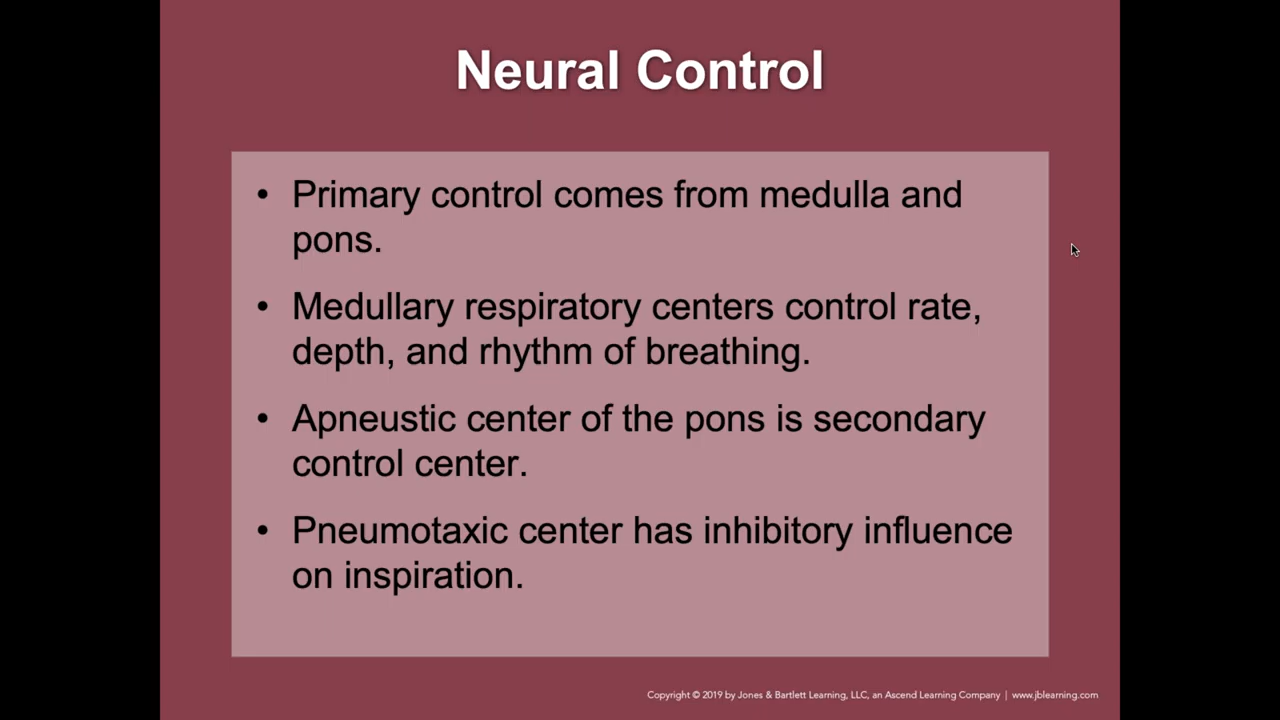 Neural Control
• Primary control comes from medulla and
pons.
• Medullary respiratory centers control rate,
depth, and rhythm of breathing.
• Apneustic center of the pons is secondary
control center.
• Pneumotaxic center has inhibitory influence
on inspiration.
Copyright © 2019 by Jones & Bartlett Learning, LLC, an Ascend Learning Company | www.jblearning.com